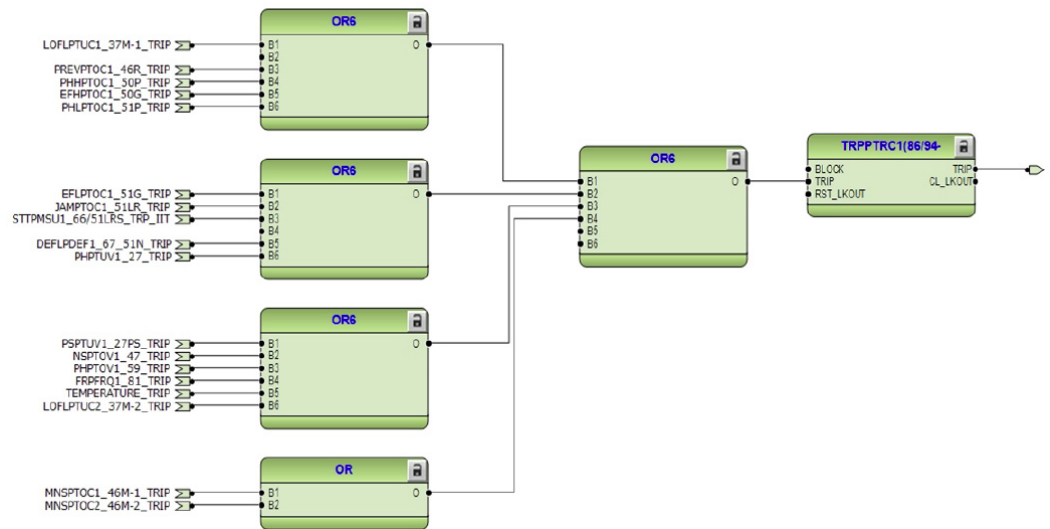 OR6
LOFLPTUC1_37M-1_TRIP
PREVPTOC1_46R_TRIP
PHHPTOC1_50P_TRIP
EFHPTOC1_50G_TRIP
PHLPTOC1_51P_TRIP
B1
B2
B3
B4
B5
B6
O
OR6
EFLPTOC1_51G_TRIP
JAMPTOC1_51LR_TRIP
STTPMSU1_66/51LRS_TRP_IIT
DEFLPDEF1_67_51N_TRIP
PHPTUV1_27_TRIP
B1
B2
B3
B4
B5
B6
O
OR6
PSPTUV1_27PS_TRIP
NSPTOV1_47_TRIP
PHPTOV1_59_TRIP
FRPFRQ1_81_TRIP
TEMPERATURE_TRIP
LOFLPTUC2_37M-2_TRIP
B1
B2
B3
B4
B5
B6
O
OR
MNSPTOC1_46M-1_TRIP
MNSPTOC2_46M-2_TRIP
B1
B2
O
OR6
B1
B2
B3
B4
B5
B6
O
TRPPTRC1(86/94-
BLOCK
TRIP
RST_LKOUT
TRIP
CL_LKOUT